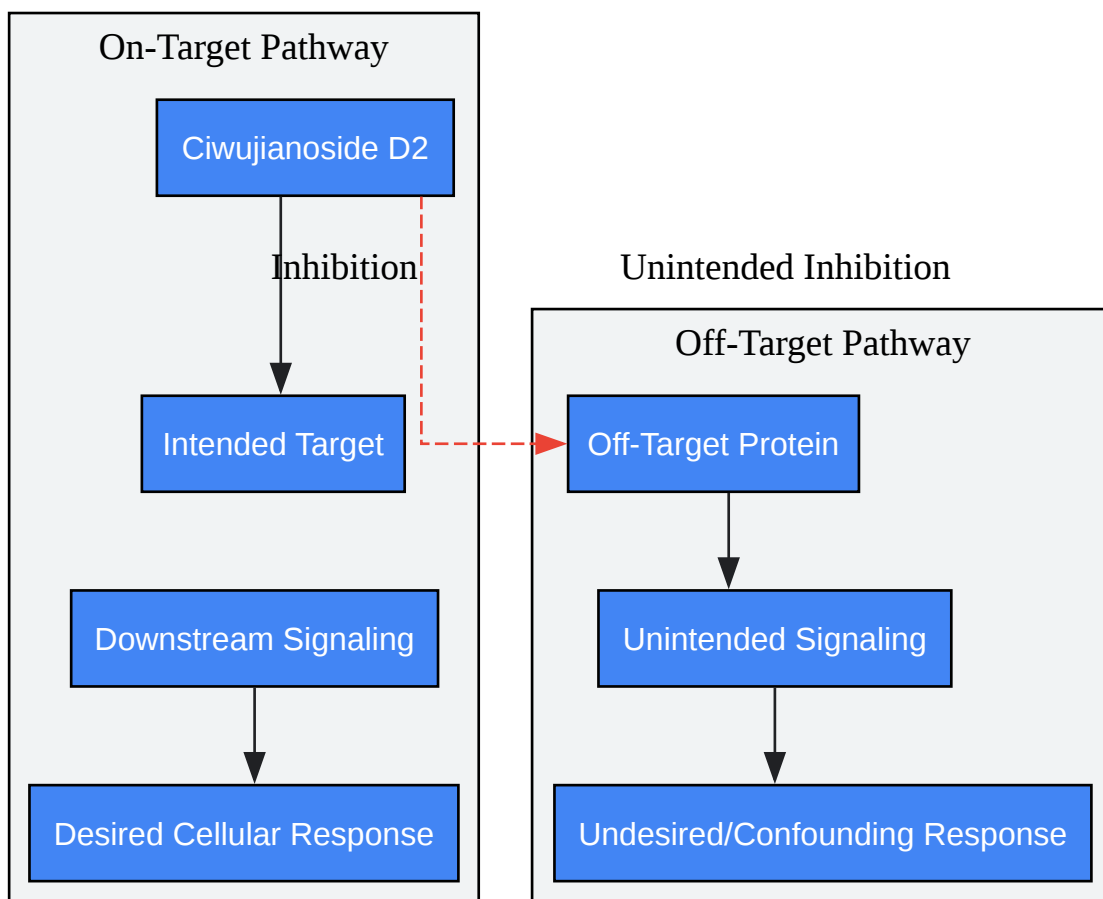 On-Target Pathway
Ciwujianoside D2
Inhibition
Intended Target
Downstream Signaling
Desired Cellular Response
Unintended Inhibition
Off-Target Pathway
Off-Target Protein
Unintended Signaling
Undesired/Confounding Response